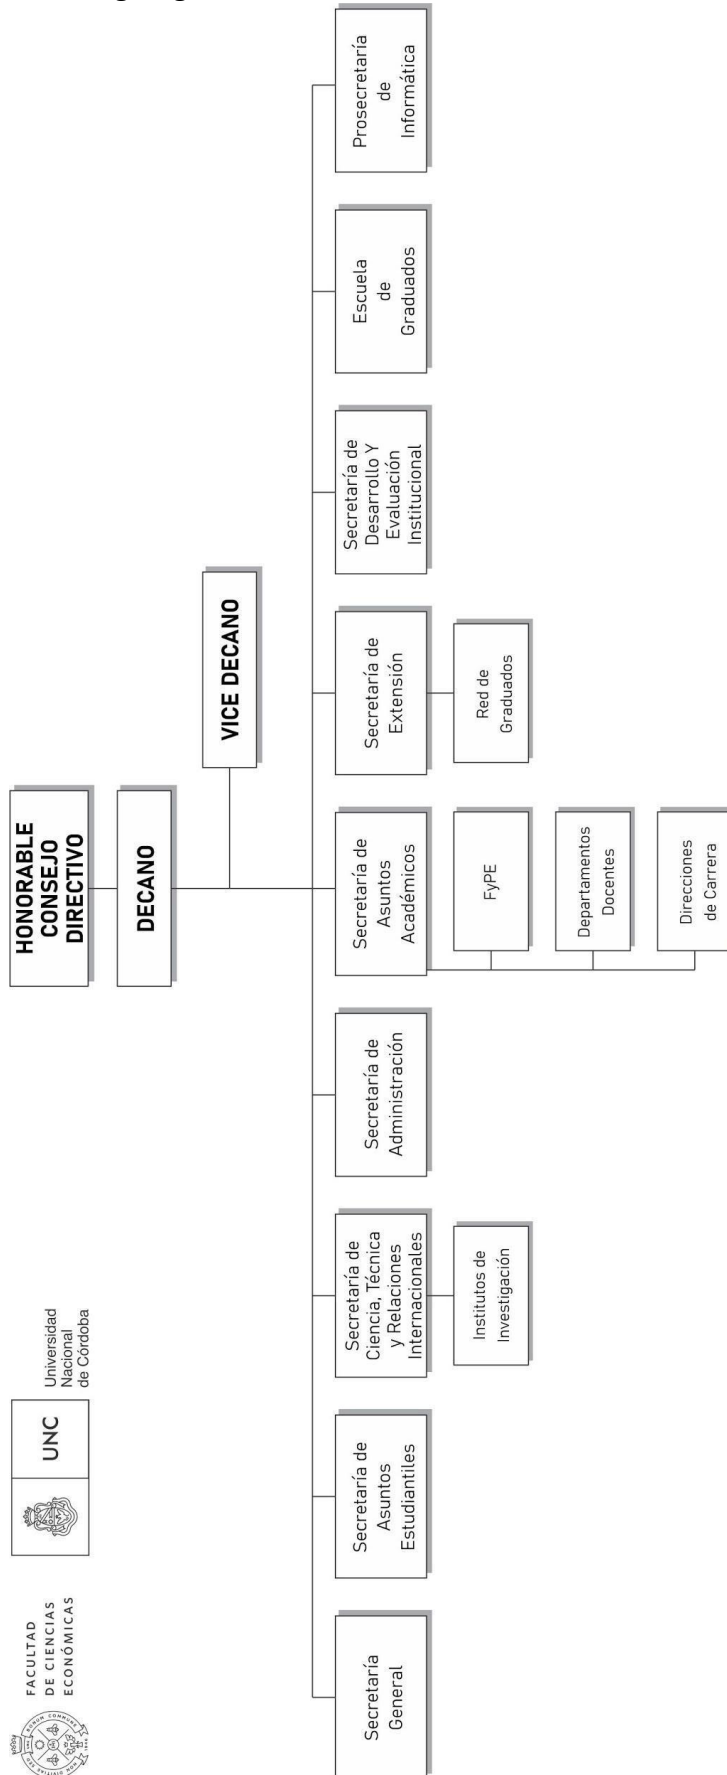 FACULTAD
DE CIENCIAS
ECONÓMICAS
UNC
Universidad
Nacional
de Córdoba
HONORABLE
CONSEJO
DIRECTIVO
DECANO
VICE DECANO
Secretaría
General
Secretaría de
Asuntos
Estudiantiles
Secretaría de
Ciencia, Técnica
y Relaciones
Internacionales
Secretaría de
Administración
Secretaría de
Asuntos
Académicos
Secretaría de
Extensión
Secretaría de
Desarrollo Y
Evaluación
Institucional
Escuela
de
Graduados
Prosecretaría
de
Informática
Institutos de
Investigación
FyPE
Departamentos
Docentes
Direcciones
de Carrera
Red de
Graduados